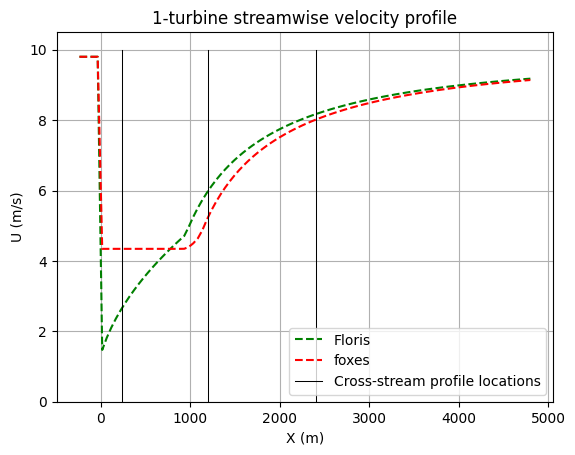 1-turbine streamwise velocity profile
10
8
6
4
2
0
U (m/s)
Floris
foxes
Cross-stream profile locations
0 1000 2000 3000 4000 5000
X (m)